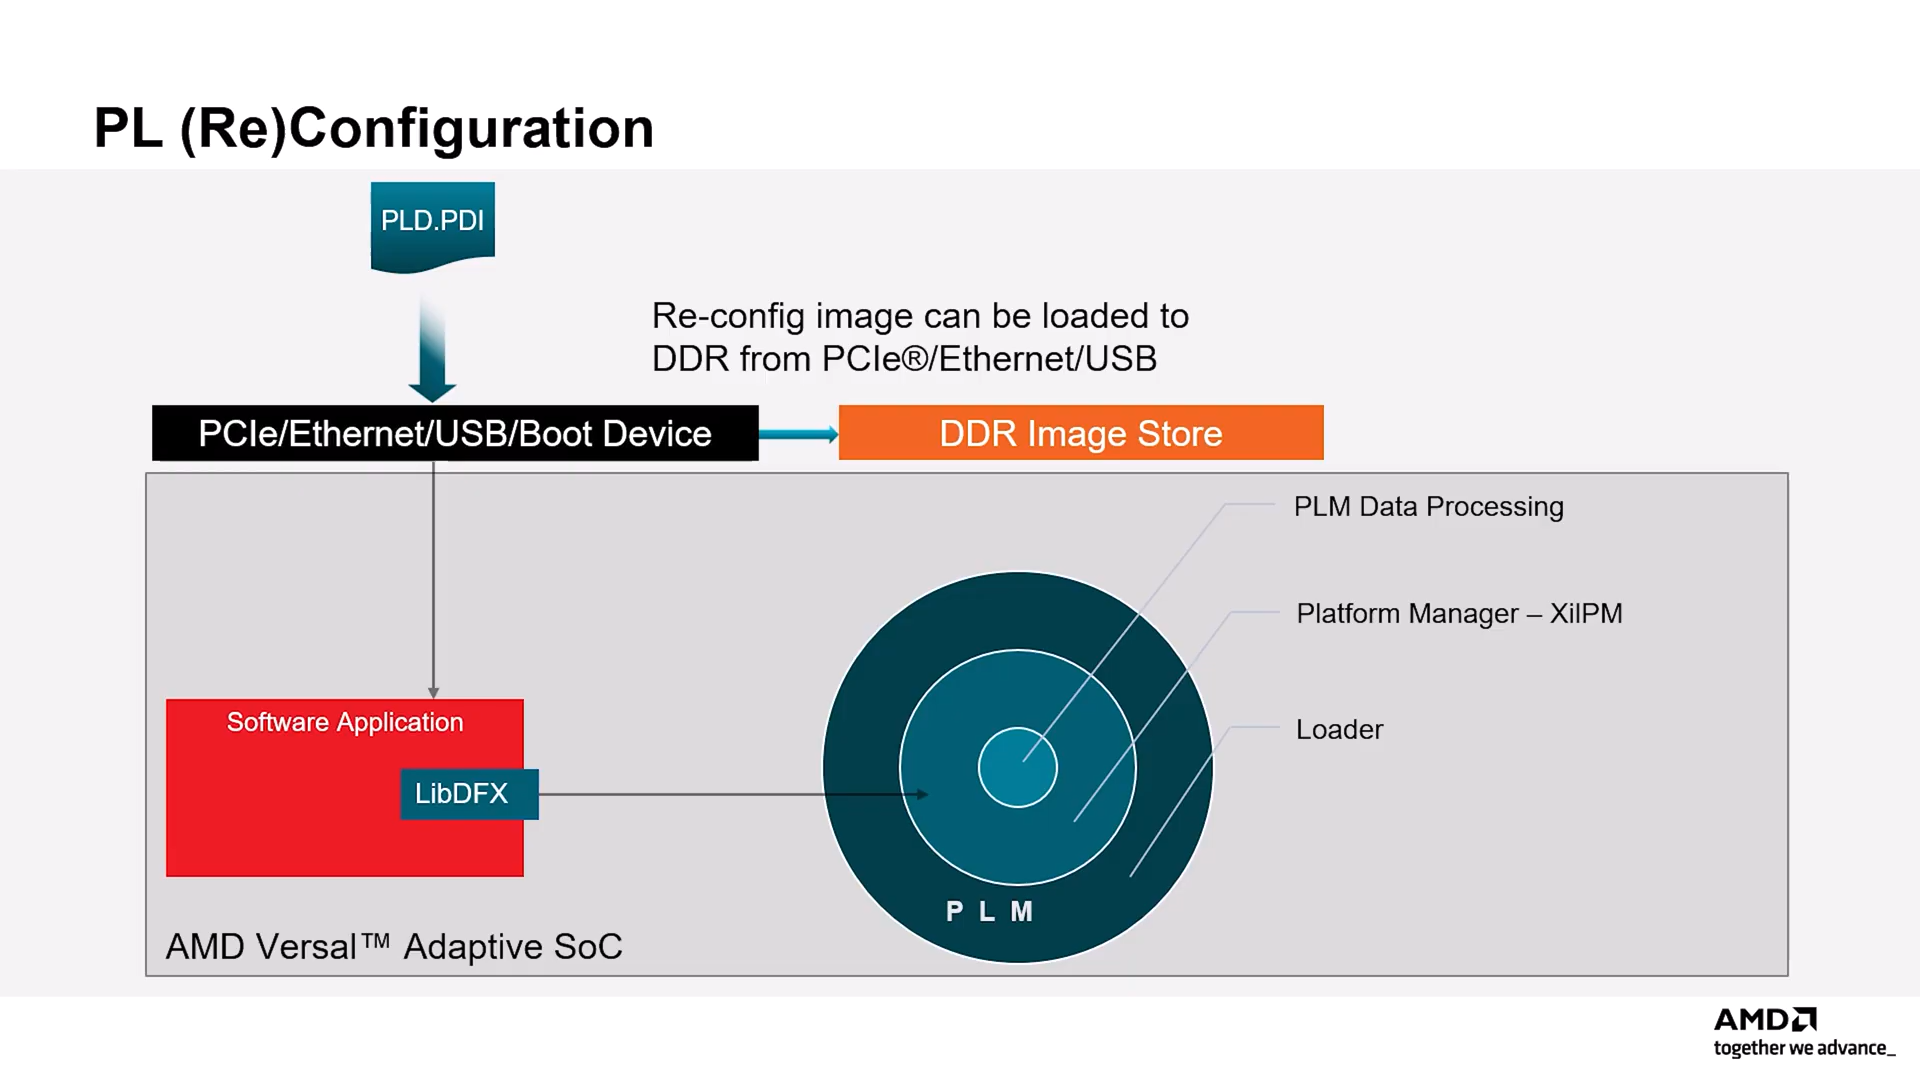 PL (Re)Configuration
PLD.PDI
Re-config image can be loaded to
DDR from PCIe®/Ethernet/USB
PCIe/Ethernet/USB/Boot Device
DDR Image Store
PLM Data Processing
Platform Manager – XilPM
Loader
Software Application
LibDFX
PLM
AMD Versal™ Adaptive SoC
AMD
together we advance_